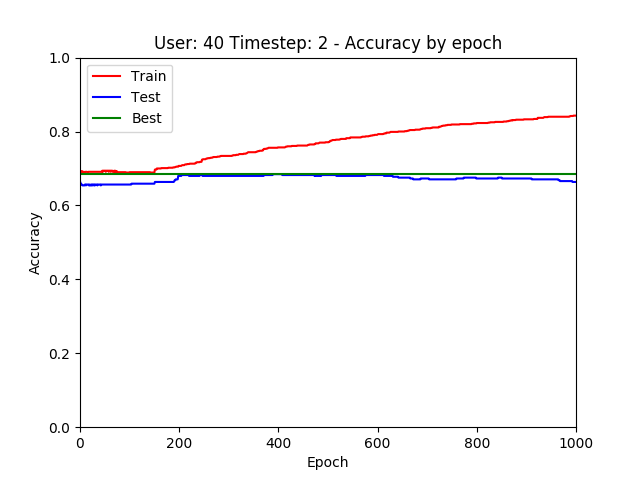 User: 40 Timestep: 2 - Accuracy by epoch
Train
Test
Best
1.0
0.8
0.6
0.4
0.2
0.0
Accuracy
0 200 400 600 800 1000
Epoch